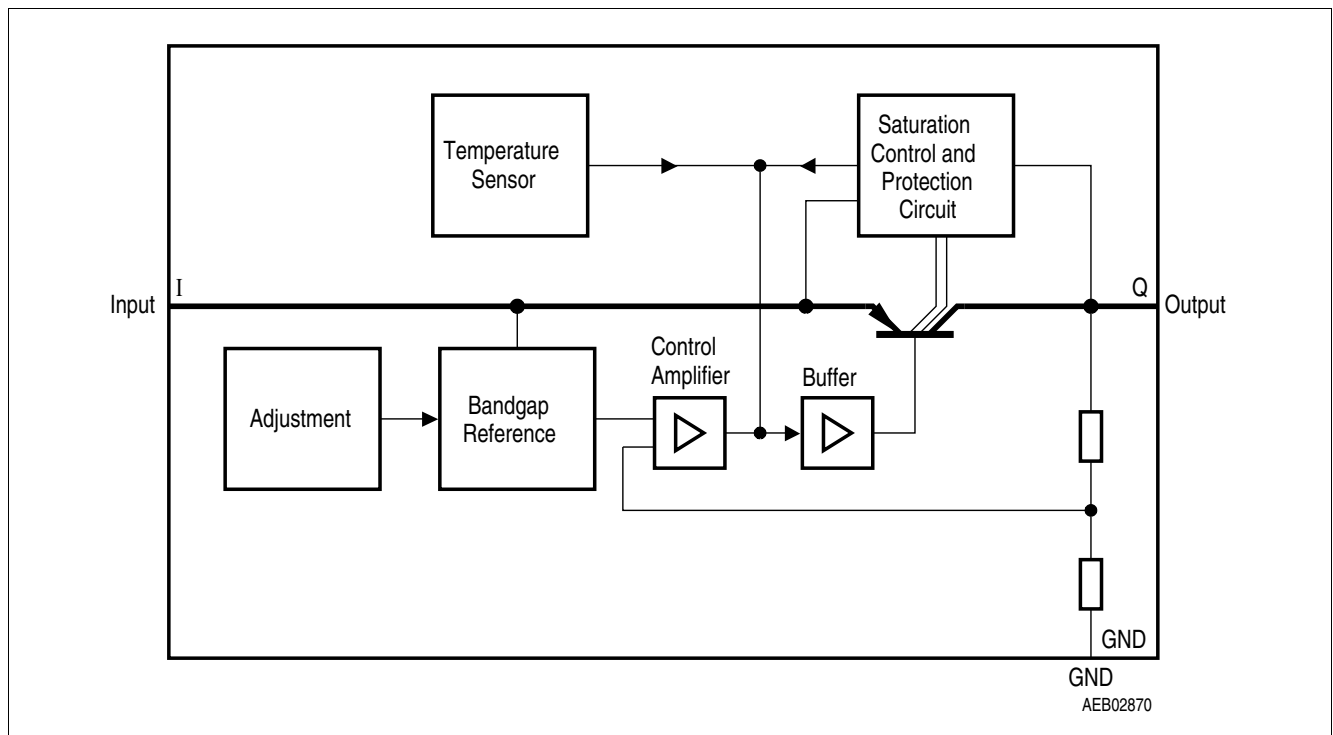 Temperature
Sensor
Saturation
Control and
Protection
Circuit
Input
I
Q
Output
Adjustment
Bandgap
Reference
Control
Amplifier
Buffer
GND
GND
AEB02870